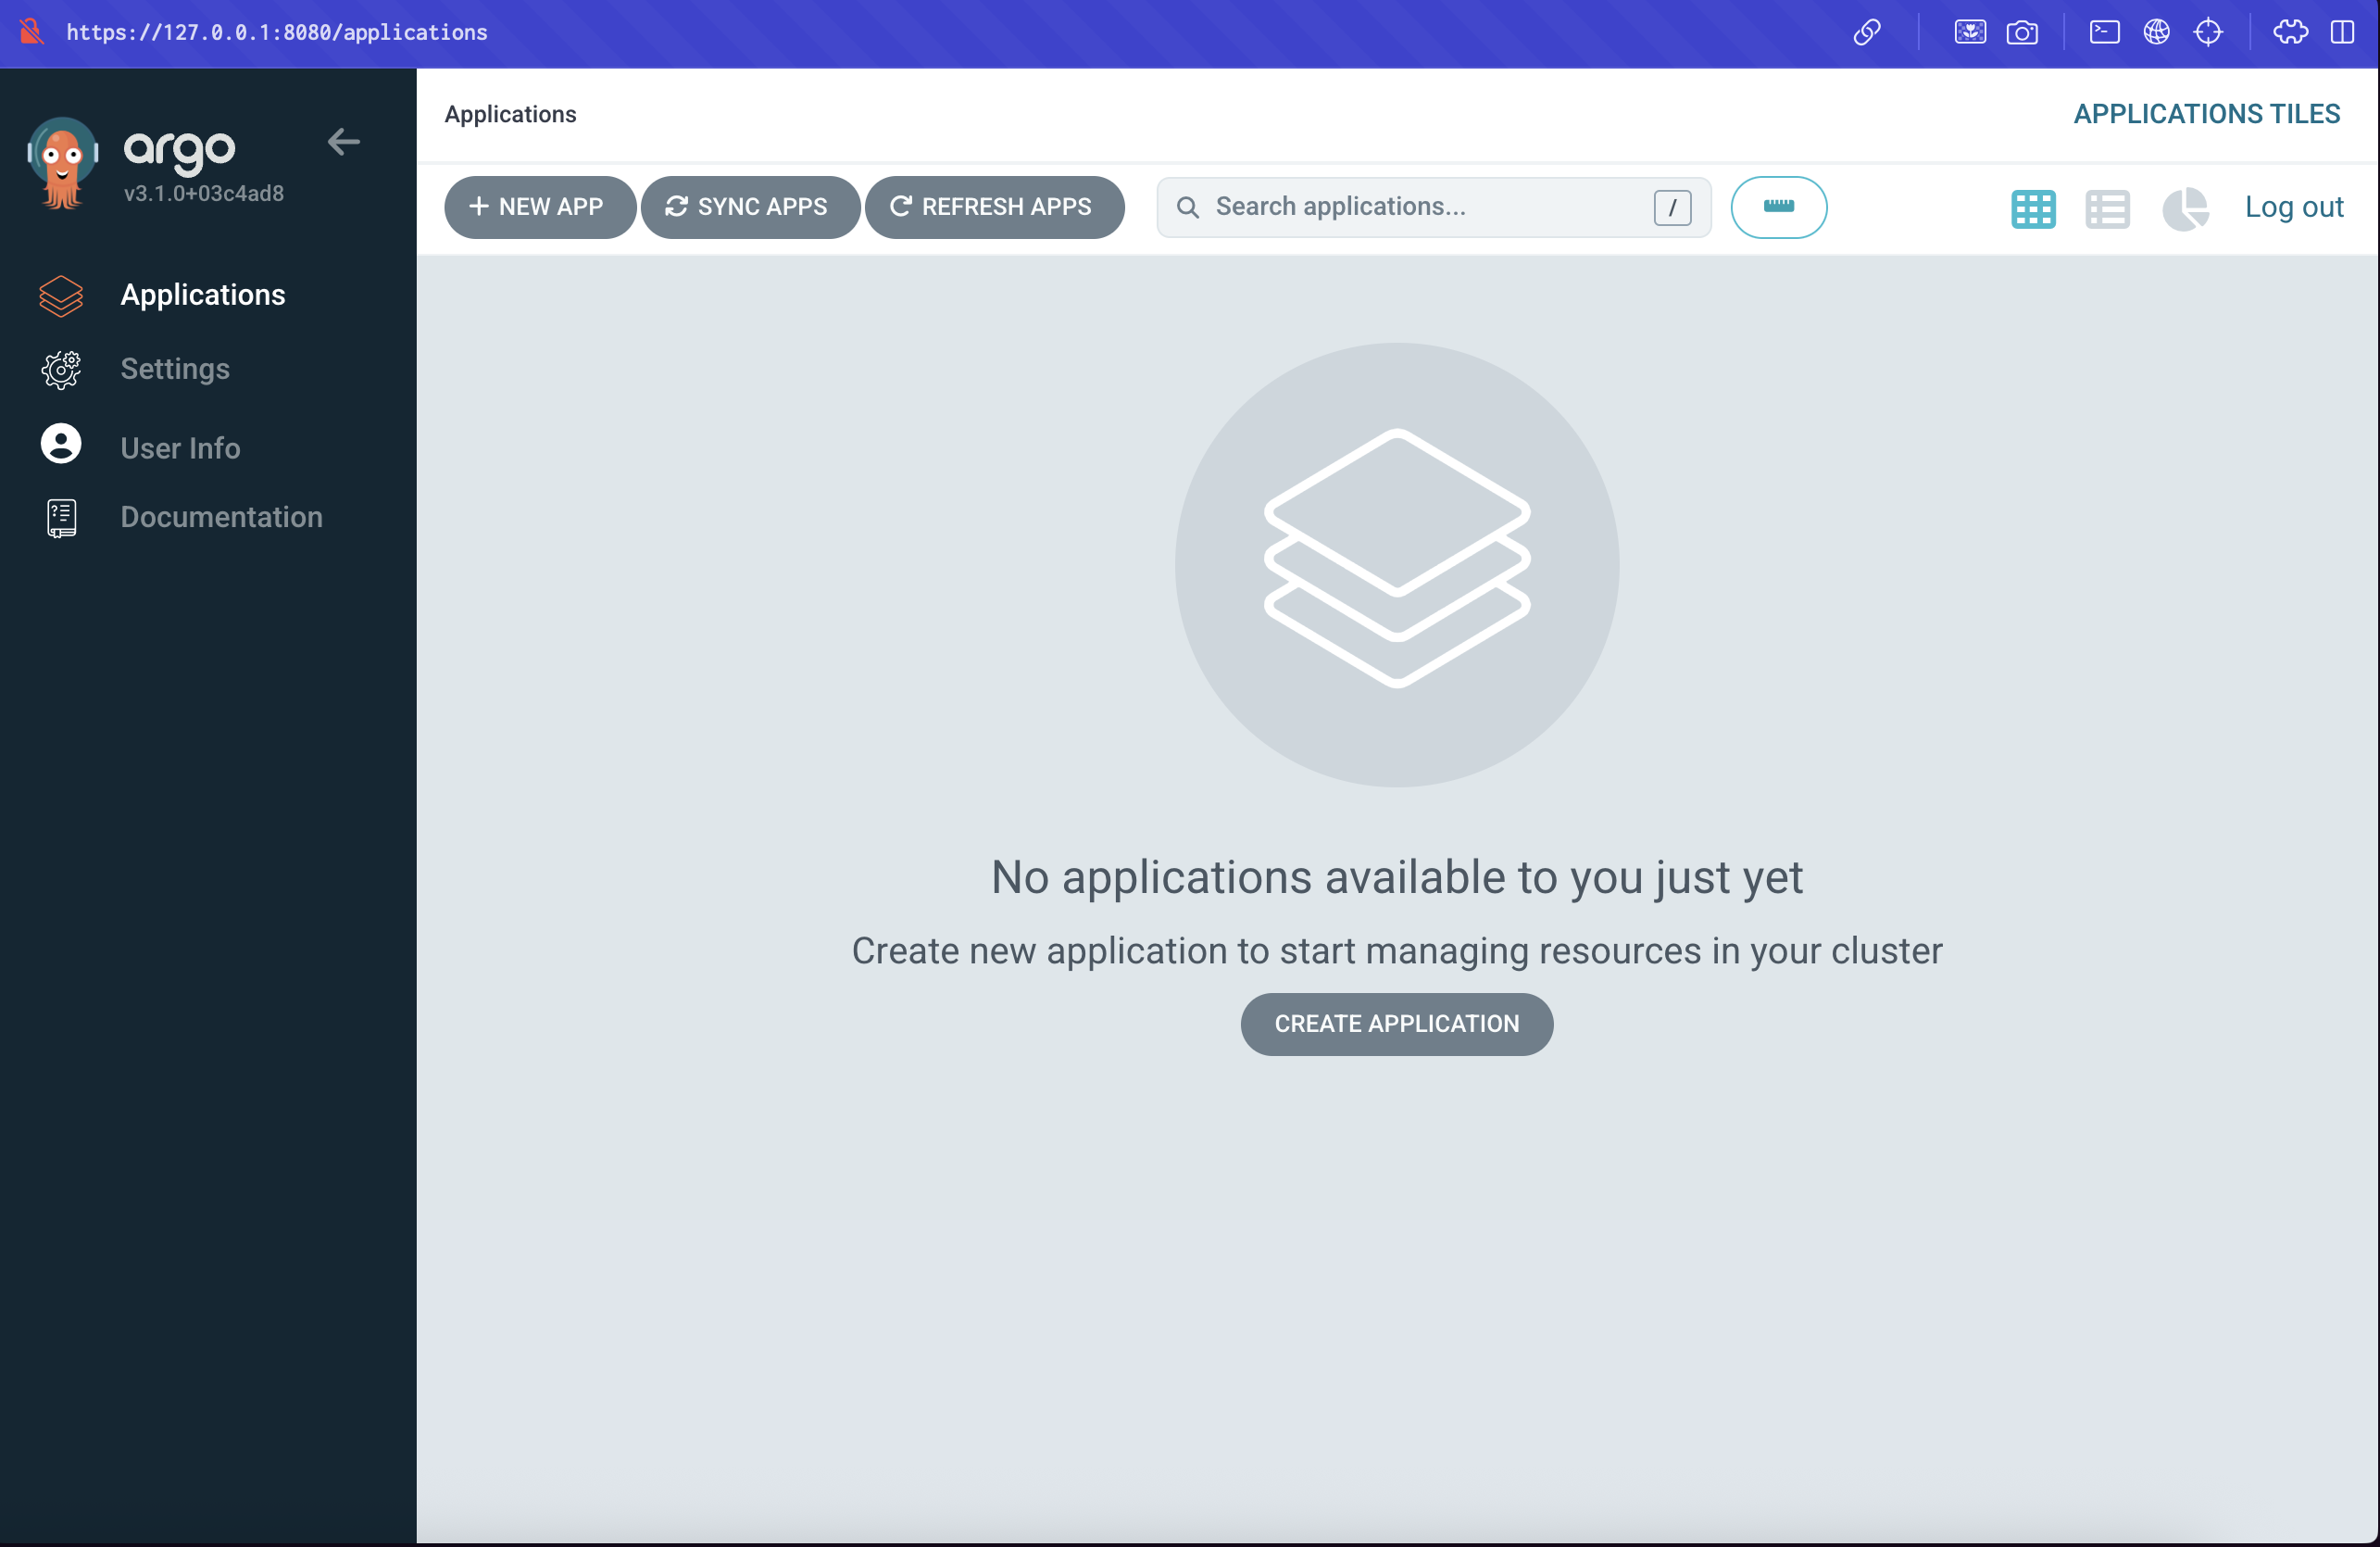 https://127.0.0.1:8080/applications
argo
v3.1.0+03c4ad8
Applications
Settings
User Info
Documentation
Applications
APPLICATIONS TILES
+ NEW APP
SYNC APPS
REFRESH APPS
Search applications...
/
Log out
No applications available to you just yet
Create new application to start managing resources in your cluster
CREATE APPLICATION